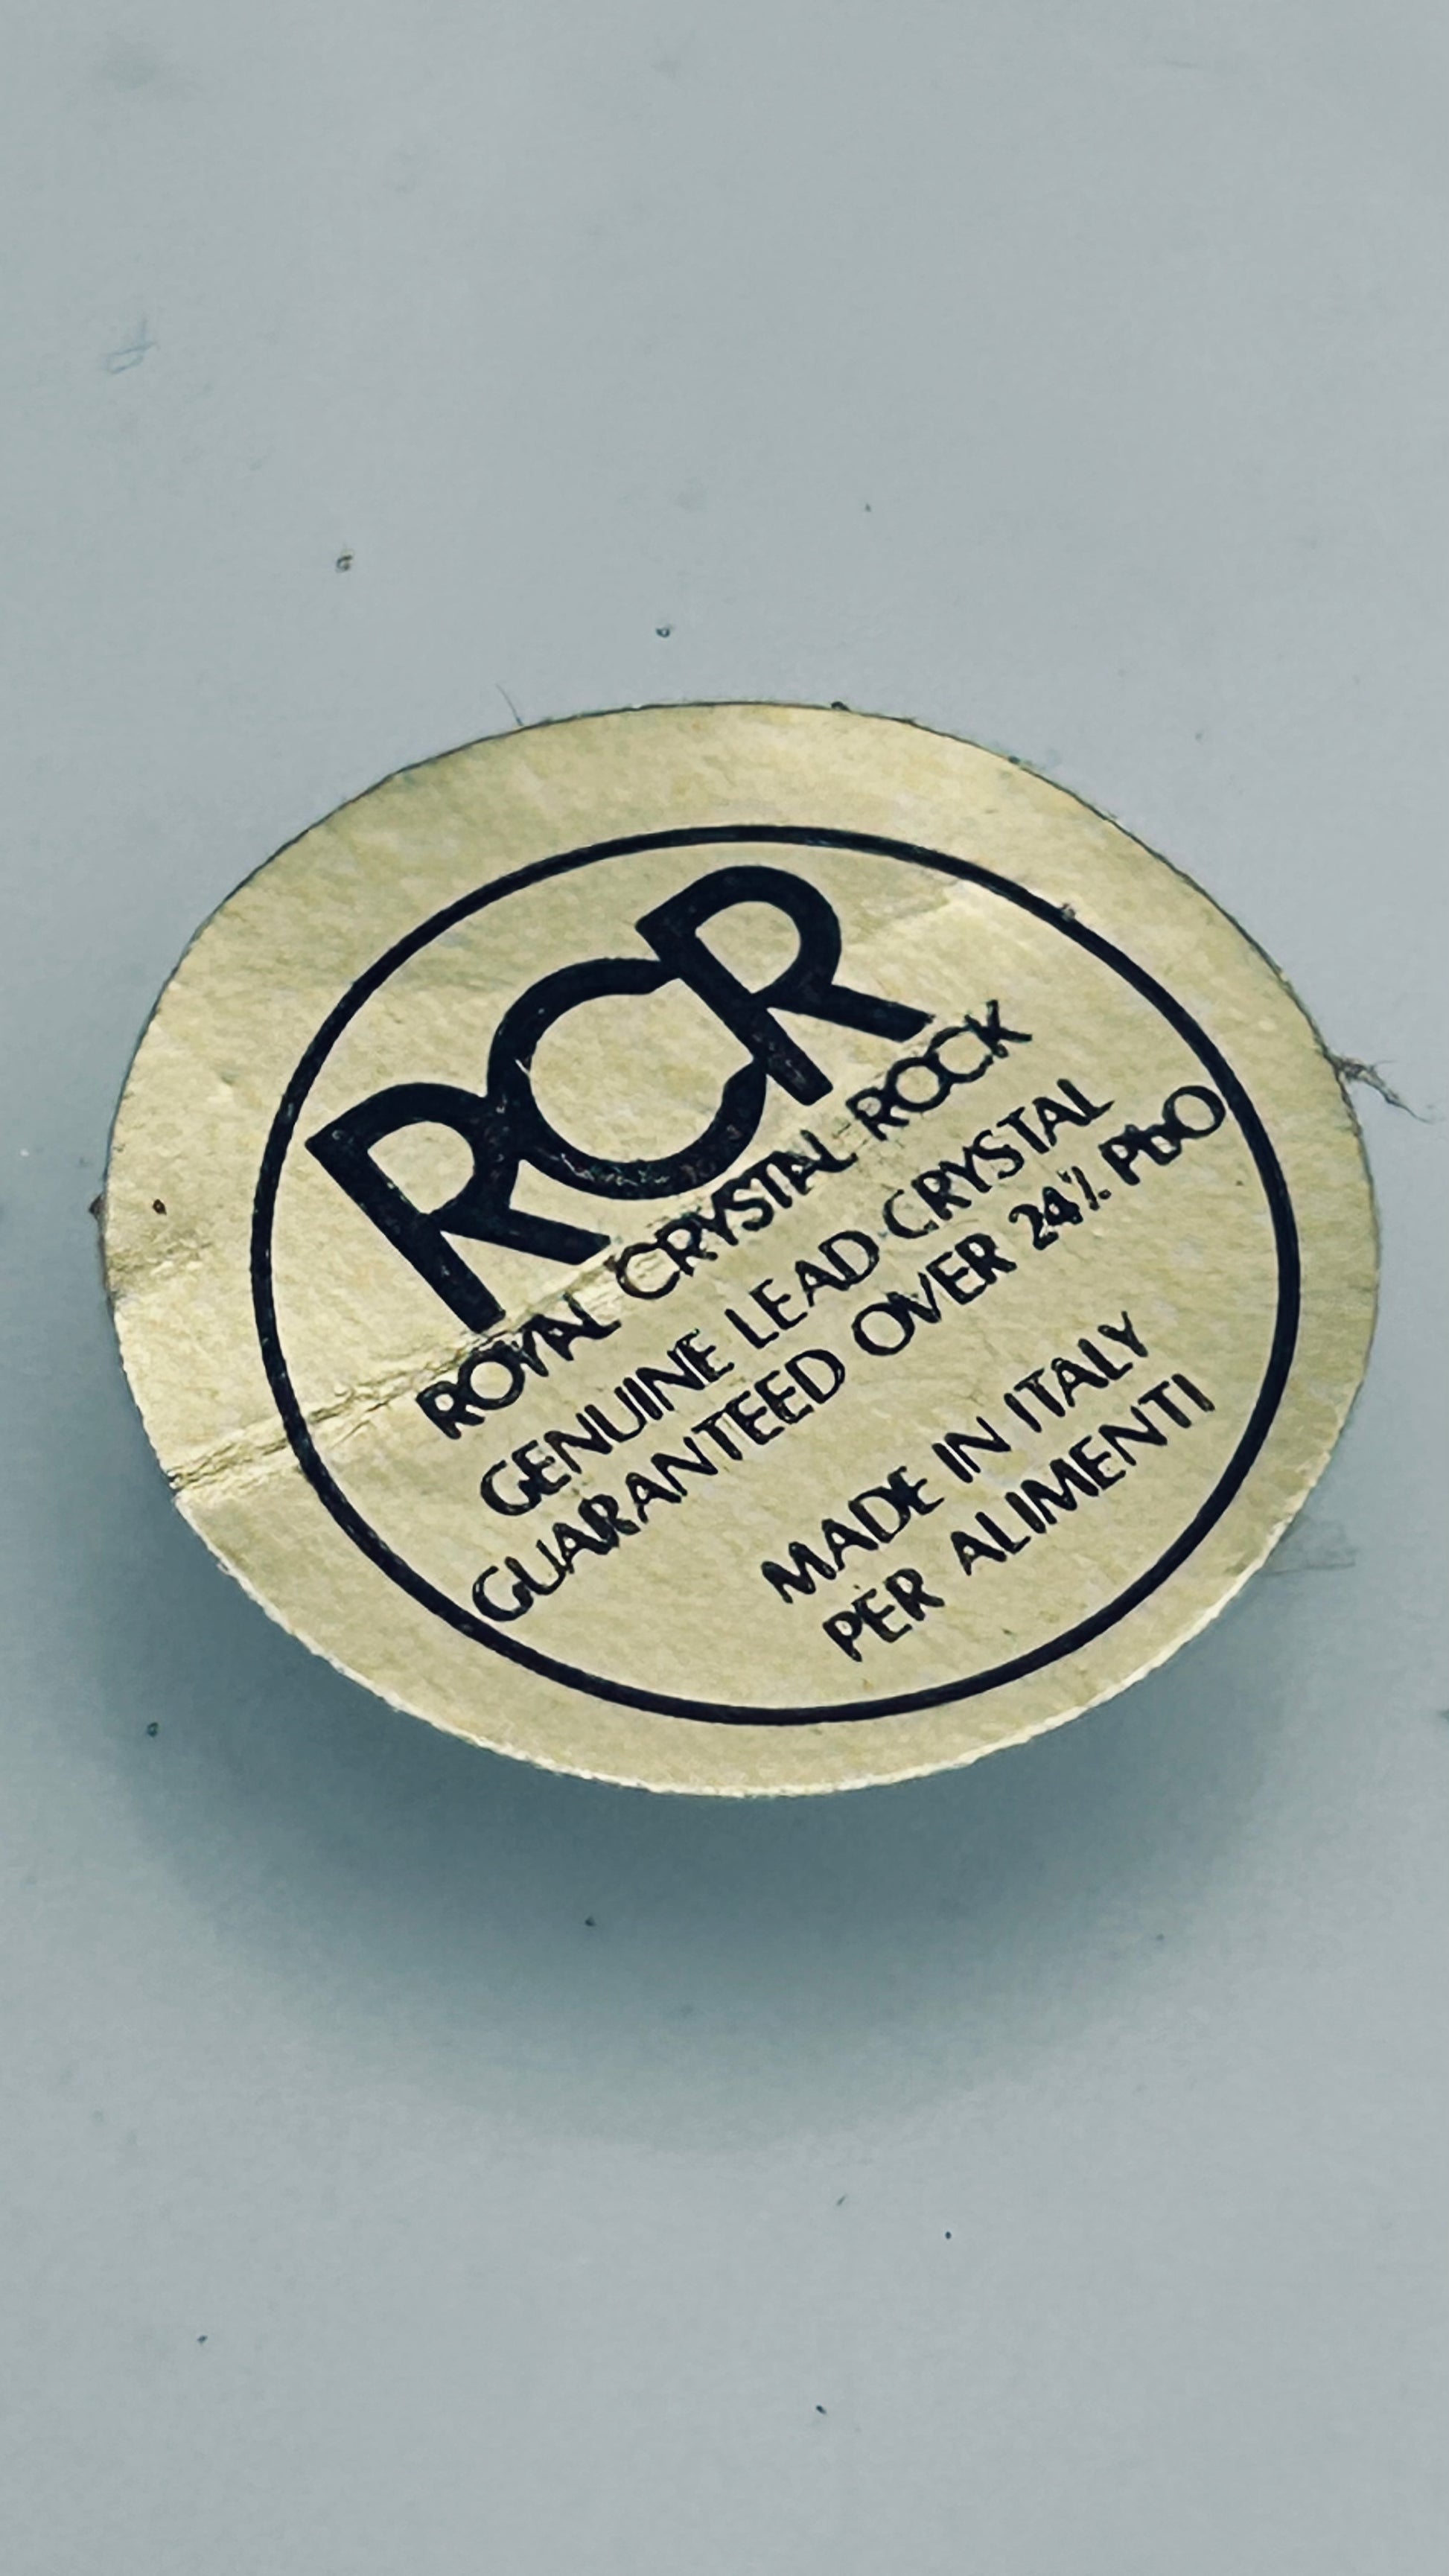 RCR
ROYAL CRYSTAL ROCK
GENUINE LEAD CRYSTAL
GUARANTEED OVER 24% PbO
MADE IN ITALY
PER ALIMENTI